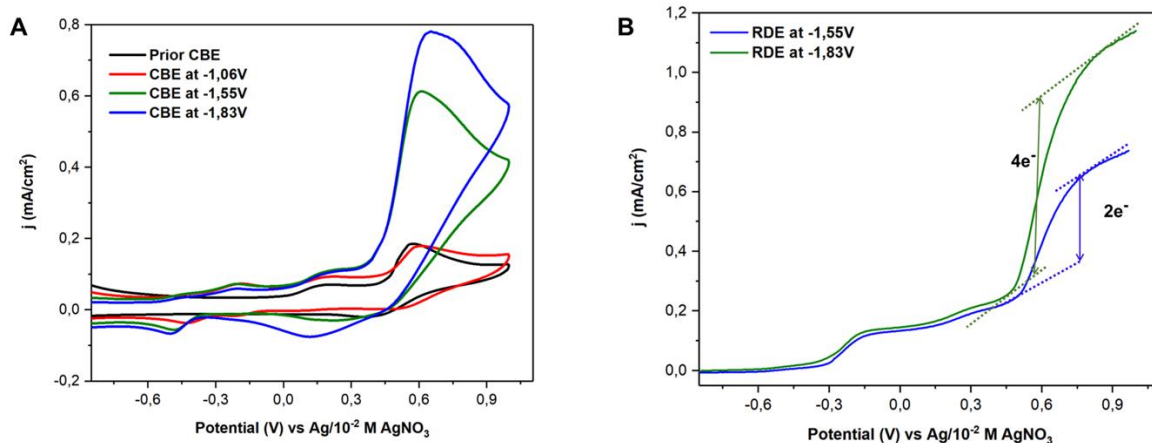 A
0,8
0,6
0,4
0,2
0,0
-0,2
j (mA/cm²)
Prior CBE
CBE at -1,06V
CBE at -1,55V
CBE at -1,83V
-0,6 -0,3 0,0 0,3 0,6 0,9
Potential (V) vs Ag/10⁻² M AgNO₃
B
1,2
1,0
0,8
0,6
0,4
0,2
0,0
j (mA/cm²)
RDE at -1,55V
RDE at -1,83V
4e⁻
2e⁻
-0,6 -0,3 0,0 0,3 0,6 0,9
Potential (V) vs Ag/10⁻² M AgNO₃